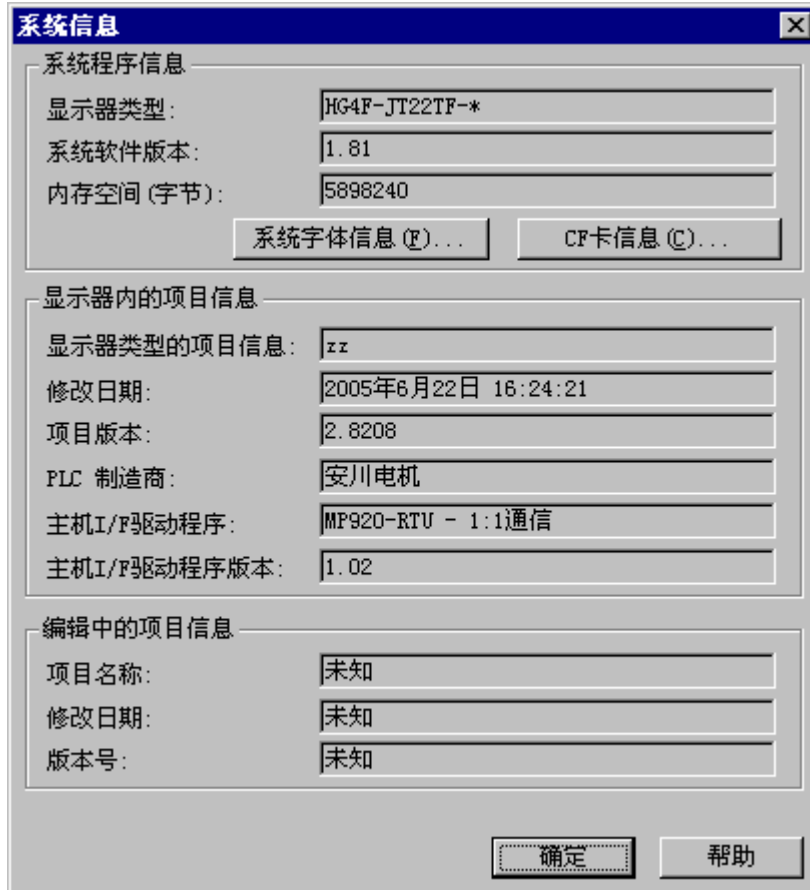 系统信息
系统程序信息
显示器类型: HG4F-JT22TF-*
系统软件版本: 1.81
内存空间(字节): 5898240
系统字体信息(F)... CF卡信息(C)...
显示器内的项目信息
显示器类型的项目信息: zz
修改日期: 2005年6月22日 16:24:21
项目版本: 2.8208
PLC 制造商: 安川电机
主机I/F驱动程序: MP920-RTU - 1:1通信
主机I/F驱动程序版本: 1.02
编辑中的项目信息
项目名称: 未知
修改日期: 未知
版本号: 未知
确定 帮助